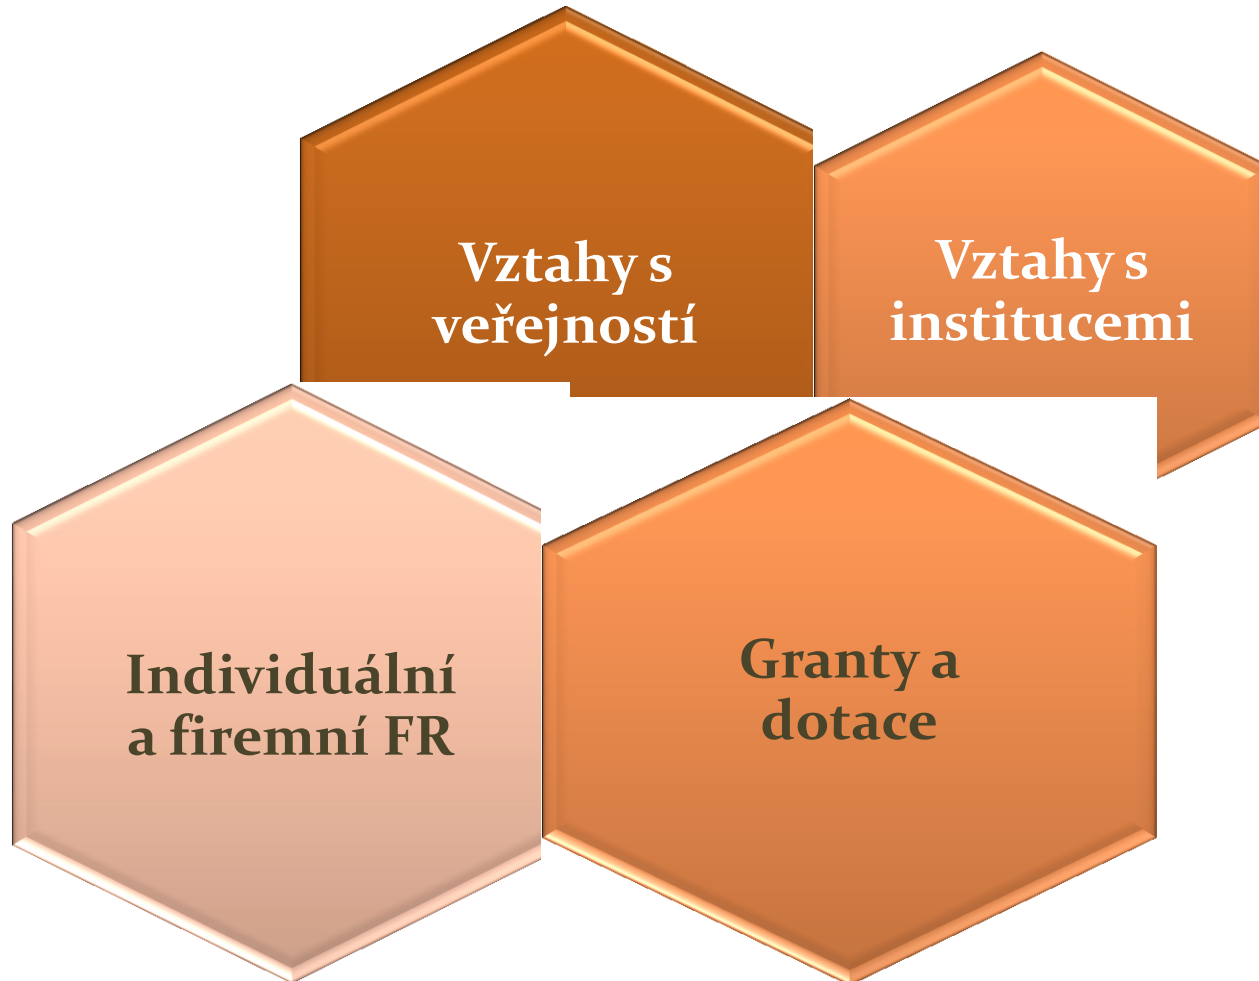 Vztahy s
veřejností
Vztahy s
institucemi
Individuální
a firemní FR
Granty a
dotace